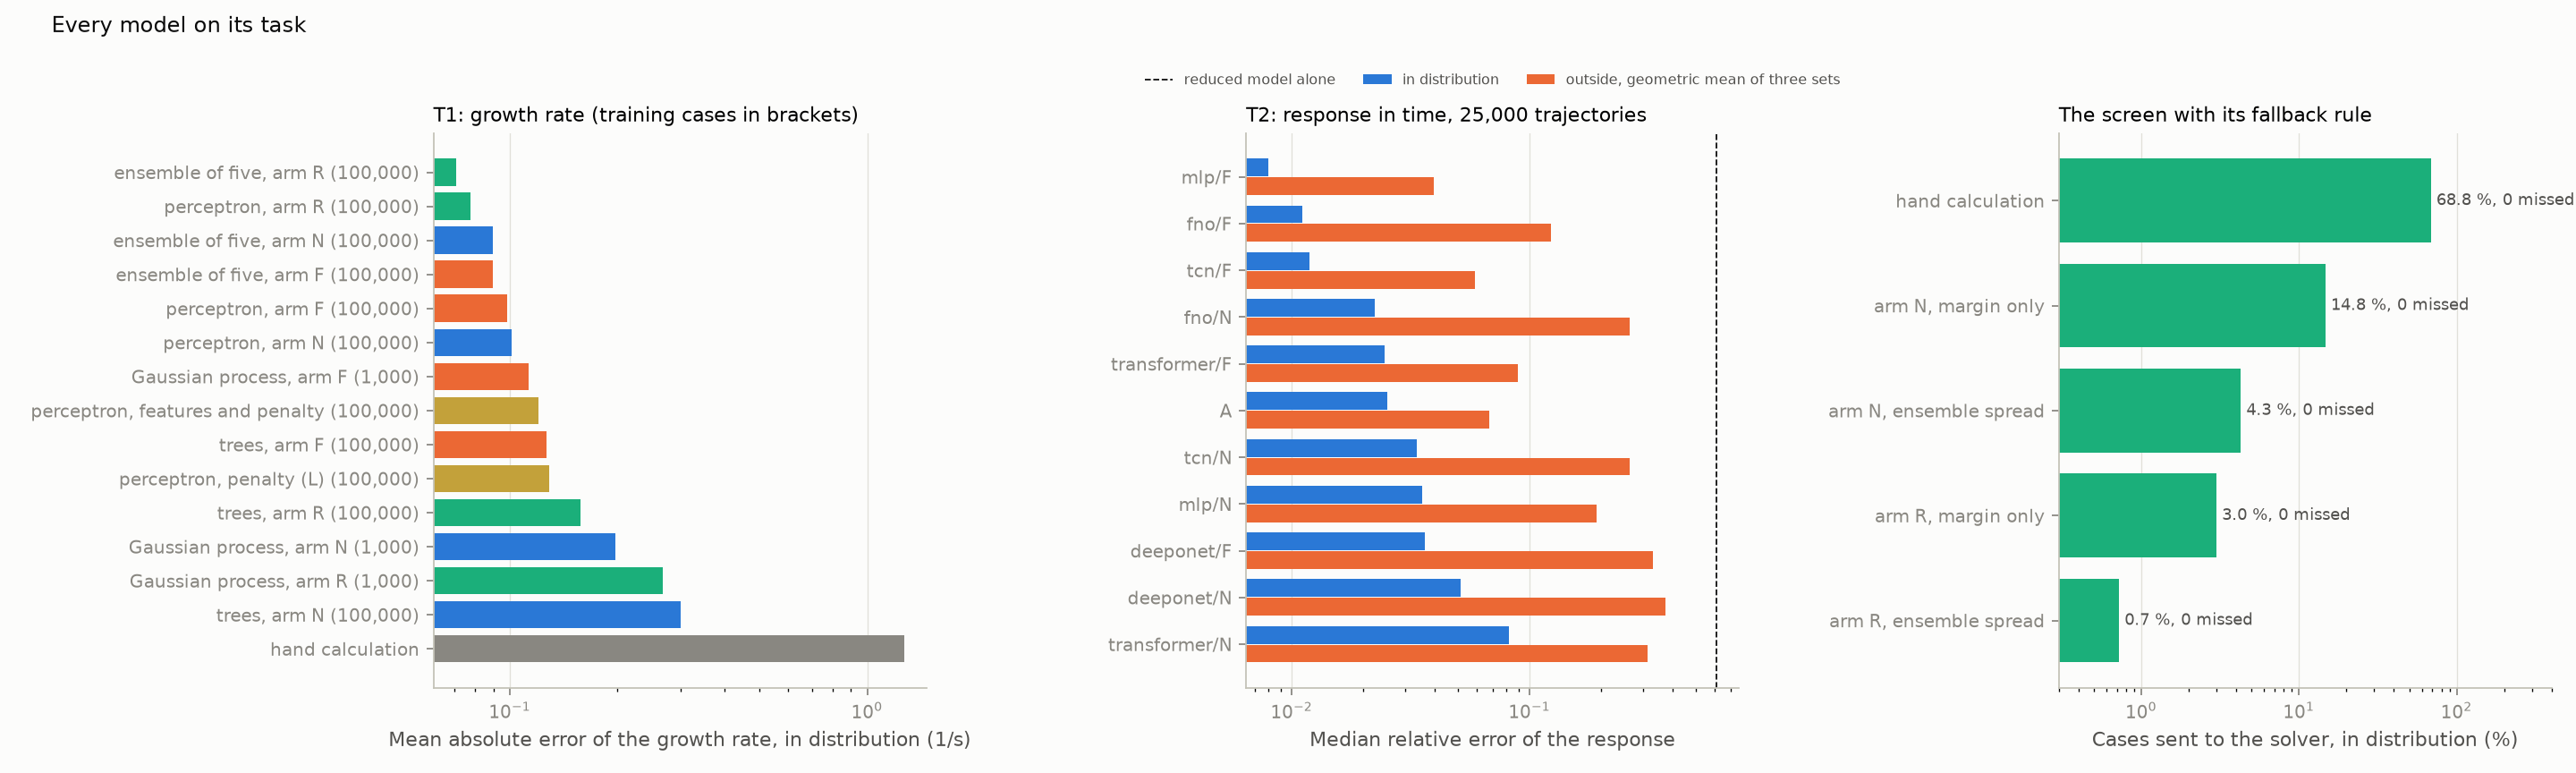 Every model on its task
reduced model alone
in distribution
outside, geometric mean of three sets
T1: growth rate (training cases in brackets)
ensemble of five, arm R (100,000)
perceptron, arm R (100,000)
ensemble of five, arm N (100,000)
ensemble of five, arm F (100,000)
perceptron, arm F (100,000)
perceptron, arm N (100,000)
Gaussian process, arm F (1,000)
perceptron, features and penalty (100,000)
trees, arm F (100,000)
perceptron, penalty (L) (100,000)
trees, arm R (100,000)
Gaussian process, arm N (1,000)
Gaussian process, arm R (1,000)
trees, arm N (100,000)
hand calculation
10⁻¹
10⁰
Mean absolute error of the growth rate, in distribution (1/s)
T2: response in time, 25,000 trajectories
mlp/F
fno/F
tcn/F
fno/N
transformer/F
A
tcn/N
mlp/N
deeponet/F
deeponet/N
transformer/N
10⁻²
10⁻¹
Median relative error of the response
The screen with its fallback rule
hand calculation
68.8 %, 0 missed
arm N, margin only
14.8 %, 0 missed
arm N, ensemble spread
4.3 %, 0 missed
arm R, margin only
3.0 %, 0 missed
arm R, ensemble spread
0.7 %, 0 missed
10⁰
10¹
10²
Cases sent to the solver, in distribution (%)